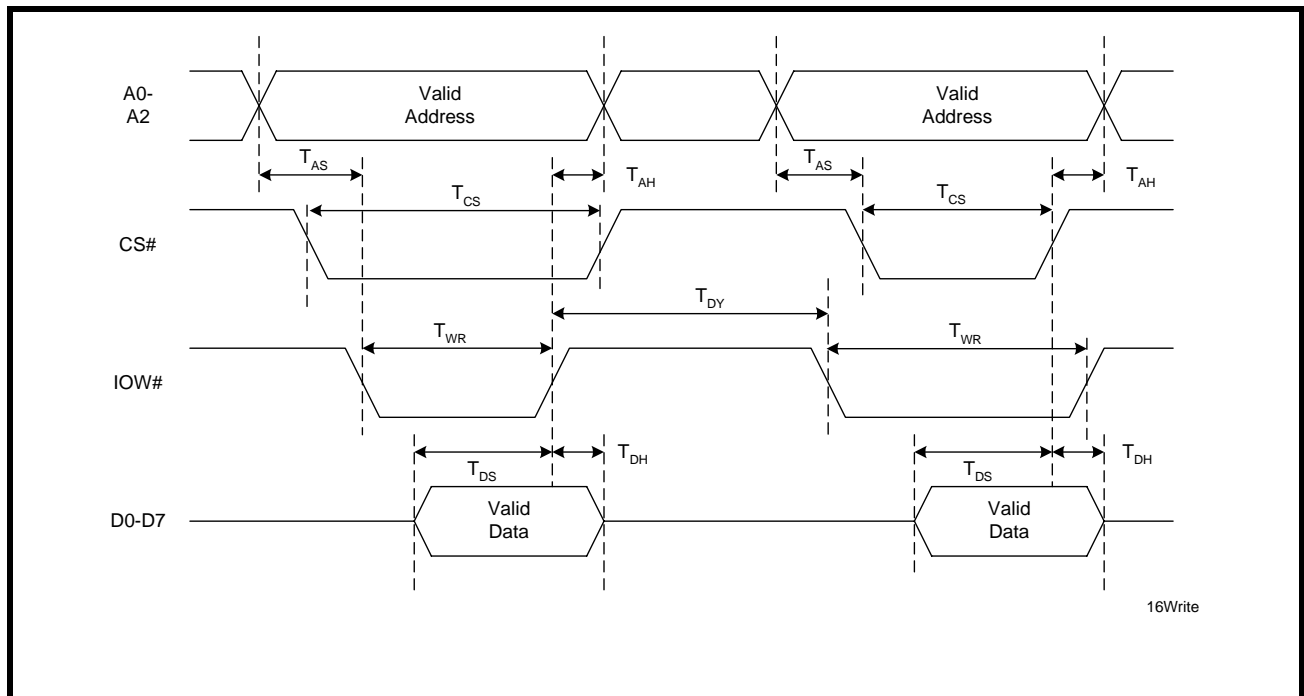 A0-
A2
Valid
Address
Valid
Address
TAS
TAH
TAS
TAH
TCS
TCS
CS#
TDY
TWR
TWR
IOW#
TDS
TDH
TDS
TDH
D0-D7
Valid
Data
Valid
Data
16Write